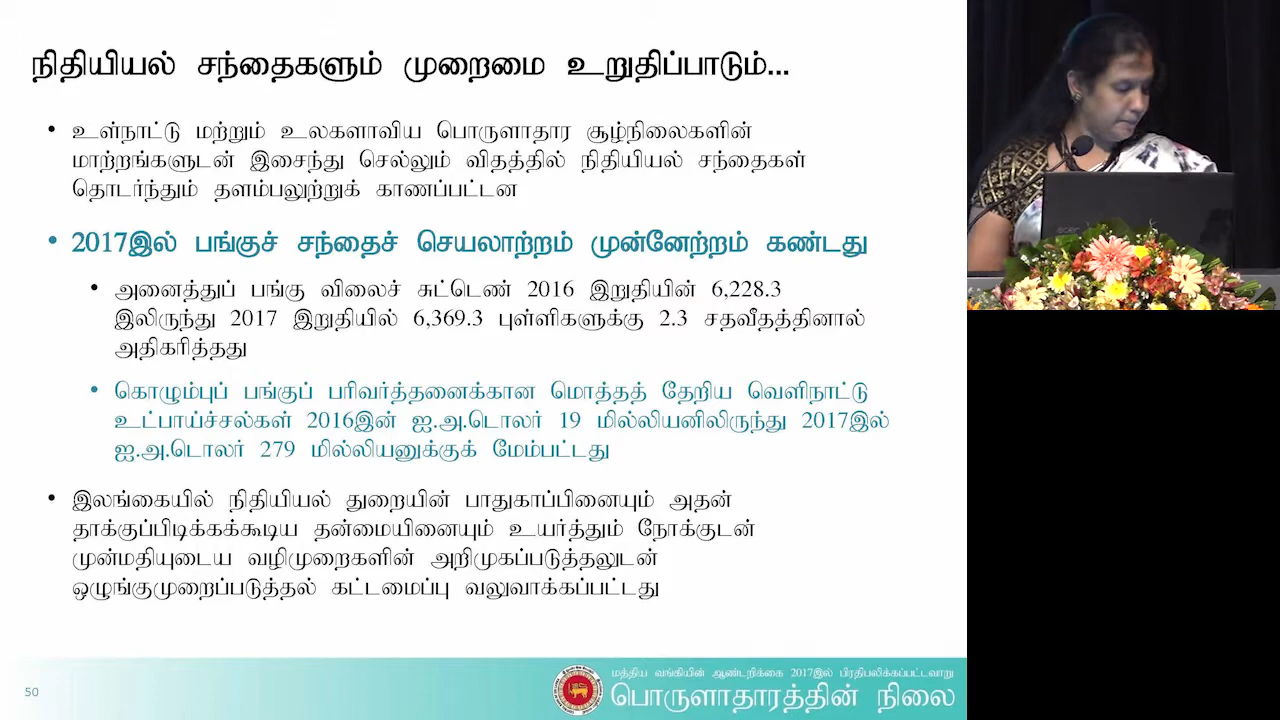 நிதியியல் சந்தைகளும் முறைமை உறுதிப்பாடும்...
• உள்நாட்டு மற்றும் உலகளாவிய பொருளாதார சூழ்நிலைகளின்
மாற்றங்களுடன் இசைந்து செல்லும் விதத்தில் நிதியியல் சந்தைகள்
தொடர்ந்தும் தளம்பலுற்றுக் காணப்பட்டன
• 2017இல் பங்குச் சந்தைச் செயலாற்றம் முன்னேற்றம் கண்டது
• அனைத்துப் பங்கு விலைச் சுட்டெண் 2016 இறுதியின் 6,228.3
இலிருந்து 2017 இறுதியில் 6,369.3 புள்ளிகளுக்கு 2.3 சதவீதத்தினால்
அதிகரித்தது
• கொழும்புப் பங்குப் பரிவர்த்தனைக்கான மொத்தத் தேறிய வெளிநாட்டு
உட்பாய்ச்சல்கள் 2016இன் ஐ.அ.டொலர் 19 மில்லியனிலிருந்து 2017இல்
ஐ.அ.டொலர் 279 மில்லியனுக்குக் மேம்பட்டது
• இலங்கையில் நிதியியல் துறையின் பாதுகாப்பினையும் அதன்
தாக்குப்பிடிக்கக்கூடிய தன்மையினையும் உயர்த்தும் நோக்குடன்
முன்மதியுடைய வழிமுறைகளின் அறிமுகப்படுத்தலுடன்
ஒழுங்குமுறைப்படுத்தல் கட்டமைப்பு வலுவாக்கப்பட்டது
50
மத்திய வங்கியின் ஆண்டறிக்கை 2017இல் பிரதிபலிக்கப்பட்டவாறு
பொருளாதாரத்தின் நிலை
acer